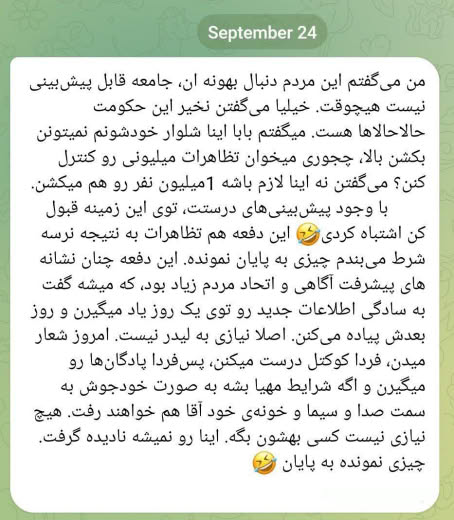 September 24
من می‌گفتم این مردم دنبال بهونه ان، جامعه قابل پیش‌بینی
نیست هیچوقت. خیلیا می‌گفتن نخیر این حکومت
حالاحالاها هست. میگفتم بابا اینا شلوار خودشونم نمیتونن
بکشن بالا، چجوری میخوان تظاهرات میلیونی رو کنترل
کنن؟ می‌گفتن نه اینا لازم باشه 1میلیون نفر رو هم میکشن.
با وجود پیش‌بینی‌های درستت، توی این زمینه قبول
کن اشتباه کردی🤣 این دفعه هم تظاهرات به نتیجه نرسه
شرط می‌بندم چیزی به پایان نمونده. این دفعه چنان نشانه
های پیشرفت آگاهی و اتحاد مردم زیاد بود، که میشه گفت
به سادگی اطلاعات جدید رو توی یک روز یاد میگیرن و روز
بعدش پیاده می‌کنن. اصلا نیازی به لیدر نیست. امروز شعار
میدن، فردا کوکتل درست میکنن، پس‌فردا پادگان‌ها رو
میگیرن و اگه شرایط مهیا بشه به صورت خودجوش به
سمت صدا و سیما و خونه‌ی خود آقا هم خواهند رفت. هیچ
نیازی نیست کسی بهشون بگه. اینا رو نمیشه نادیده گرفت.
چیزی نمونده به پایان 🤣